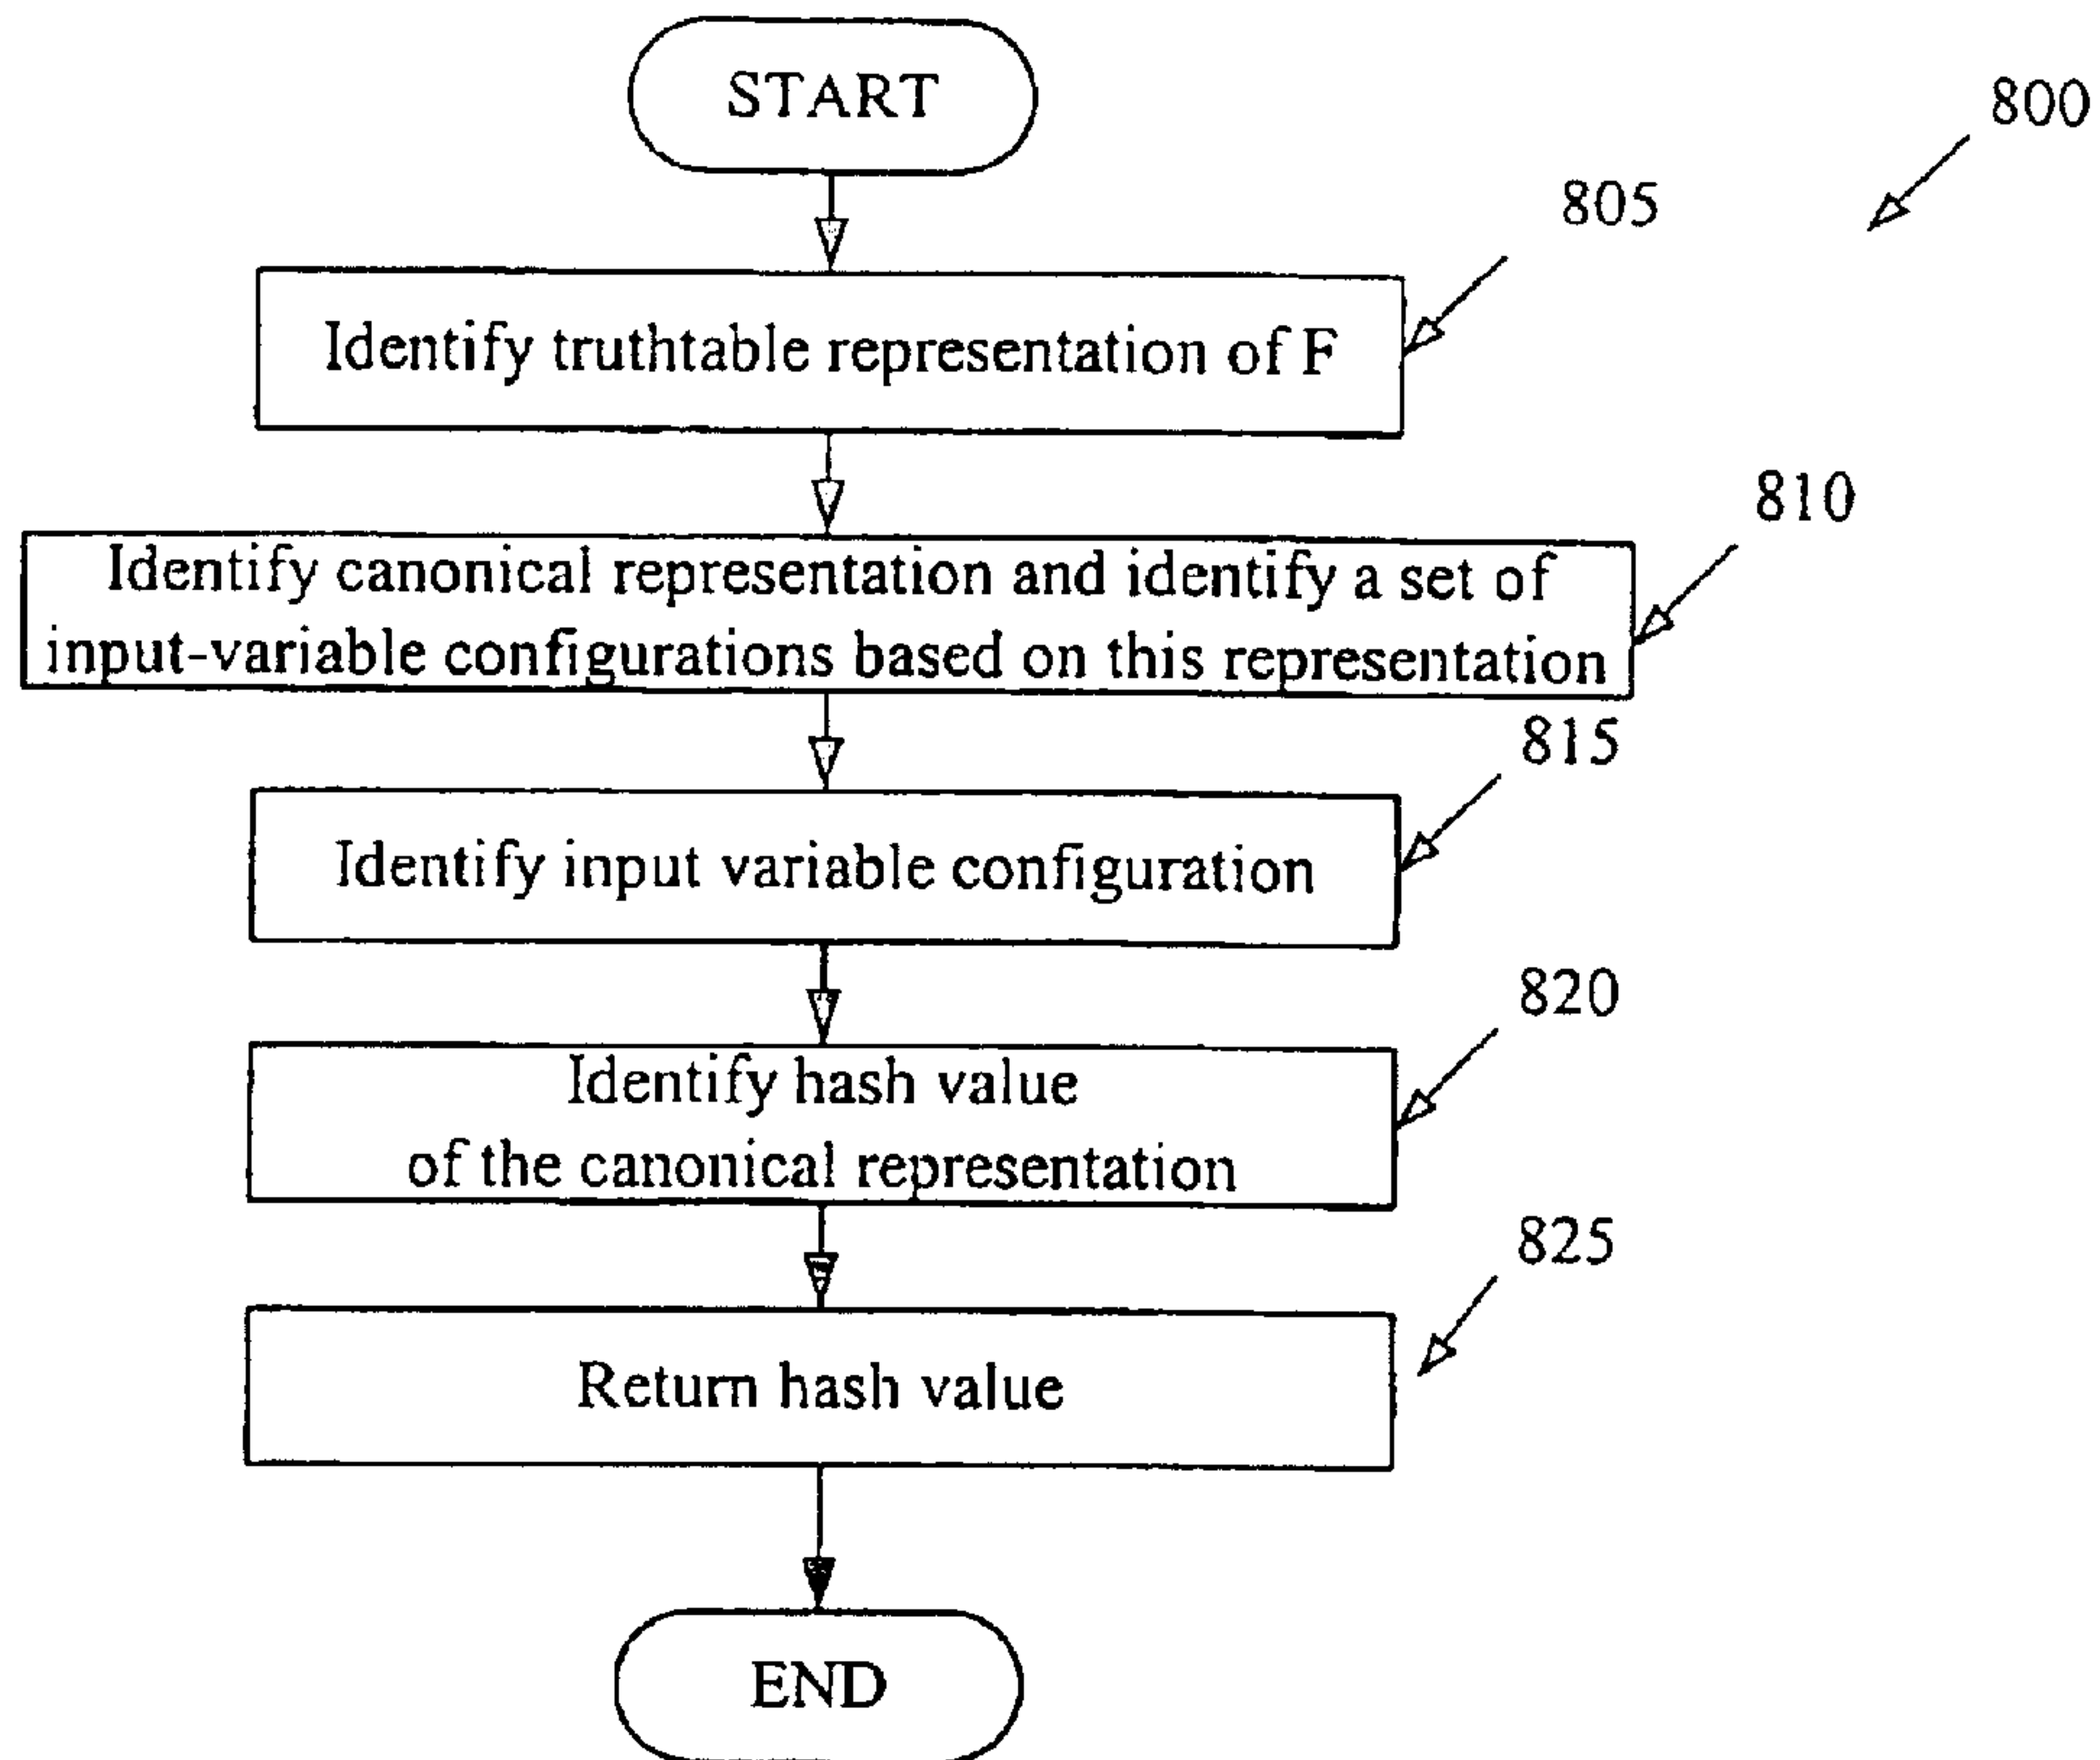 START
800
805
Identify truthtable representation of F
810
Identify canonical representation and identify a set of
input-variable configurations based on this representation
815
Identify input variable configuration
820
Identify hash value
of the canonical representation
825
Return hash value
END